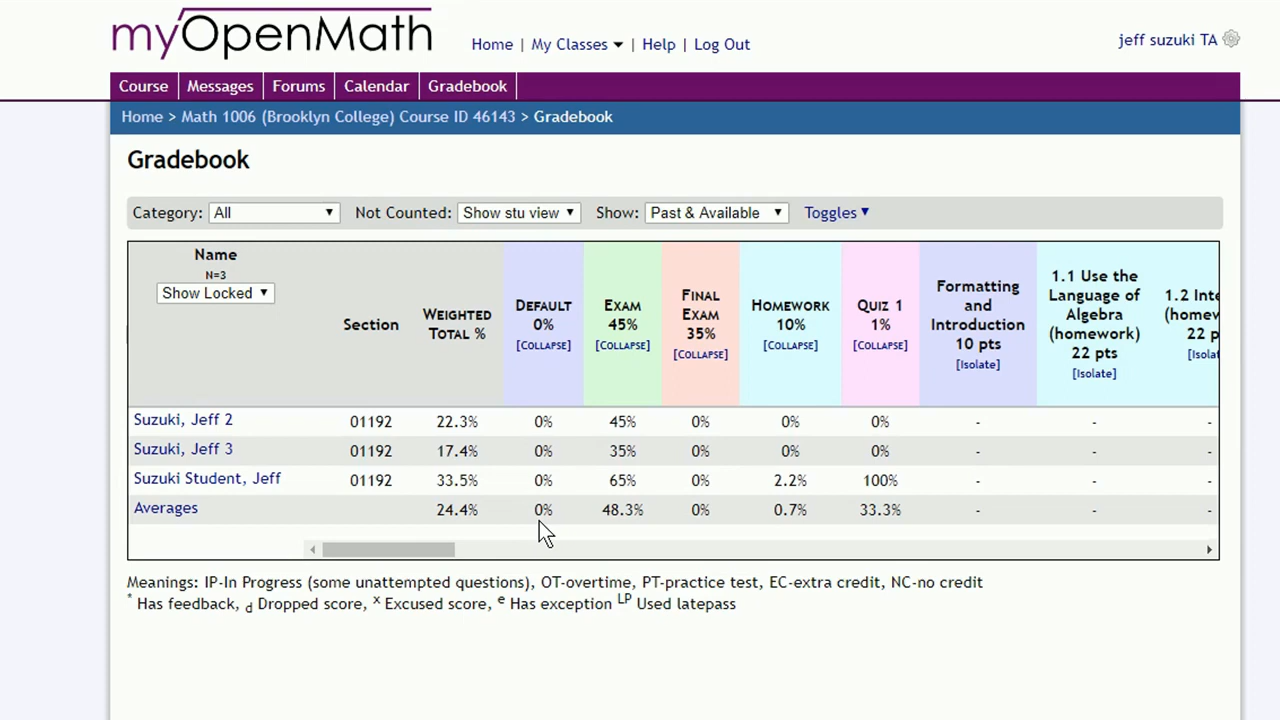 myOpenMath
Home | My Classes ▼ | Help | Log Out
jeff suzuki TA
Course Messages Forums Calendar Gradebook
Home > Math 1006 (Brooklyn College) Course ID 46143 > Gradebook
Gradebook
Category: All ▼ Not Counted: Show stu view ▼ Show: Past & Available ▼ Toggles ▼
Name
N=3
Show Locked ▼
Section
WEIGHTED
TOTAL %
DEFAULT
0%
[COLLAPSE]
EXAM
45%
[COLLAPSE]
FINAL
EXAM
35%
[COLLAPSE]
HOMEWORK
10%
[COLLAPSE]
QUIZ 1
1%
[COLLAPSE]
Formatting
and
Introduction
10 pts
[Isolate]
1.1 Use the
Language of
Algebra
(homework)
22 pts
[Isolate]
1.2 Inte
(homew
22 p
[Isolat
Suzuki, Jeff 2 01192 22.3% 0% 45% 0% 0% 0% - - -
Suzuki, Jeff 3 01192 17.4% 0% 35% 0% 0% 0% - - -
Suzuki Student, Jeff 01192 33.5% 0% 65% 0% 2.2% 100% - - -
Averages 24.4% 0% 48.3% 0% 0.7% 33.3% - - -
Meanings: IP-In Progress (some unattempted questions), OT-overtime, PT-practice test, EC-extra credit, NC-no credit
* Has feedback, d Dropped score, x Excused score, e Has exception LP Used latepass